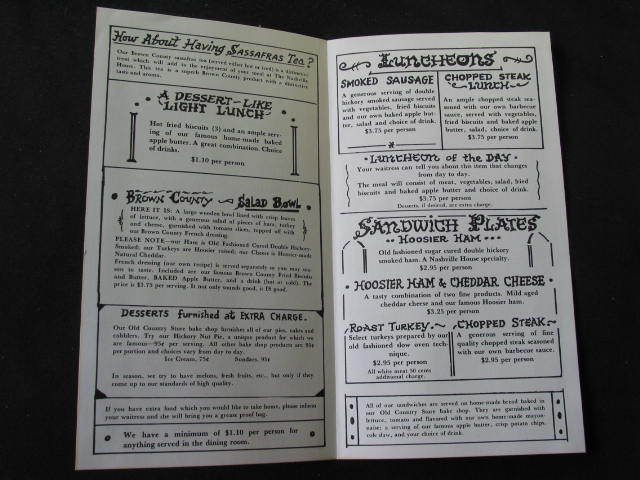 How About Having Sassafras Tea?
Our Brown County sassafras tea (served either hot or iced) is a distinctive
treat which will add to the enjoyment of your meal at The Nashville
House. This tea is a superb Brown County product with a distinctive
taste and aroma.
A DESSERT-LIKE
LIGHT LUNCH
Hot fried biscuits (3) and an ample serv-
ing of our famous home-made baked
apple butter. A great combination. Choice
of drinks.
$1.10 per person
Brown County Salad Bowl
HERE IT IS: A large wooden bowl lined with crisp leaves
of lettuce, with a generous salad of pieces of ham, turkey
and cheese, garnished with tomato slices, topped off with
our Brown County French dressing.
PLEASE NOTE—our Ham is Old Fashioned Cured Double Hickory-
Smoked; our Turkeys are Hoosier raised; our Cheese is Hoosier-made
Natural Cheddar.
French dressing (our own recipe) is served separately so you may sea-
son to taste. Included are our famous Brown County Fried Biscuits
and Butter, BAKED Apple Butter, and a drink (hot or cold). The
price is $3.75 per serving. It not only sounds good, it IS good.
DESSERTS furnished at EXTRA CHARGE.
Our Old Country Store bake shop furnishes all of our pies, cakes and
cobblers. Try our Hickory Nut Pie, a unique product for which we
are famous—95¢ per serving. All other bake shop products are 95¢
per portion and choices vary from day to day.
Ice Cream, 75¢ Sundaes, 95¢
In season, we try to have melons, fresh fruits, etc., but only if they
come up to our standards of high quality.
If you have extra food which you would like to take home, please inform
your waitress and she will bring you a grease proof bag.
We have a minimum of $1.10 per person for
anything served in the dining room.
Luncheons
SMOKED SAUSAGE
A generous serving of double
hickory smoked sausage served
with vegetables, fried biscuits
and our own baked apple but-
ter, salad and choice of drink.
$3.75 per person
CHOPPED STEAK
LUNCH
An ample chopped steak sea-
soned with our own barbecue
sauce, served with vegetables,
fried biscuits and baked apple
butter, salad, choice of drink.
$3.75 per person
LUNCHEON OF THE DAY
Your waitress can tell you about this item that changes
from day to day.
The meal will consist of meat, vegetables, salad, fried
biscuits and baked apple butter and choice of drink.
$3.75 per person
Desserts, if desired, are extra charge.
SANDWICH PLATES
HOOSIER HAM
Old fashioned sugar cured double hickory
smoked ham. A Nashville House specialty.
$2.95 per person
HOOSIER HAM & CHEDDAR CHEESE
A tasty combination of two fine products. Mild aged
cheddar cheese and our famous Hoosier ham.
$3.25 per person
ROAST TURKEY
Select turkeys prepared by our
old fashioned slow oven tech-
nique.
$2.95 per person
All white meat 50 cents
additional charge.
CHOPPED STEAK
A generous serving of fine
quality chopped steak seasoned
with our own barbecue sauce.
$2.95 per person
All of our sandwiches are served on home-made bread baked in
our Old Country Store bake shop. They are garnished with
lettuce, tomato and flavored with our own home-made mayon-
naise; a serving of our famous apple butter, crisp potato chips,
cole slaw, and your choice of drink.